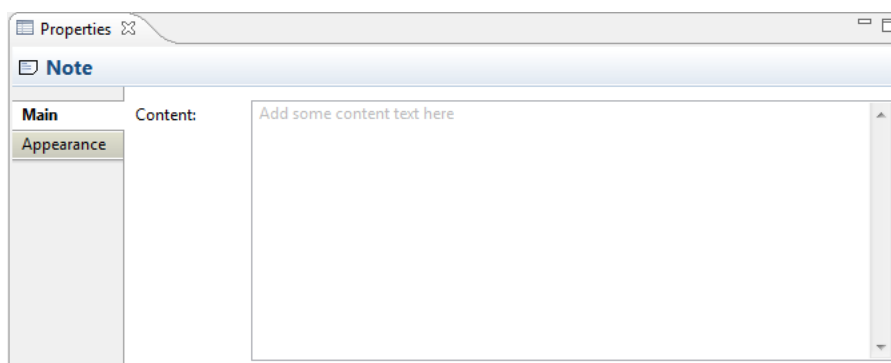 Properties
Note
Main
Content:
Add some content text here
Appearance